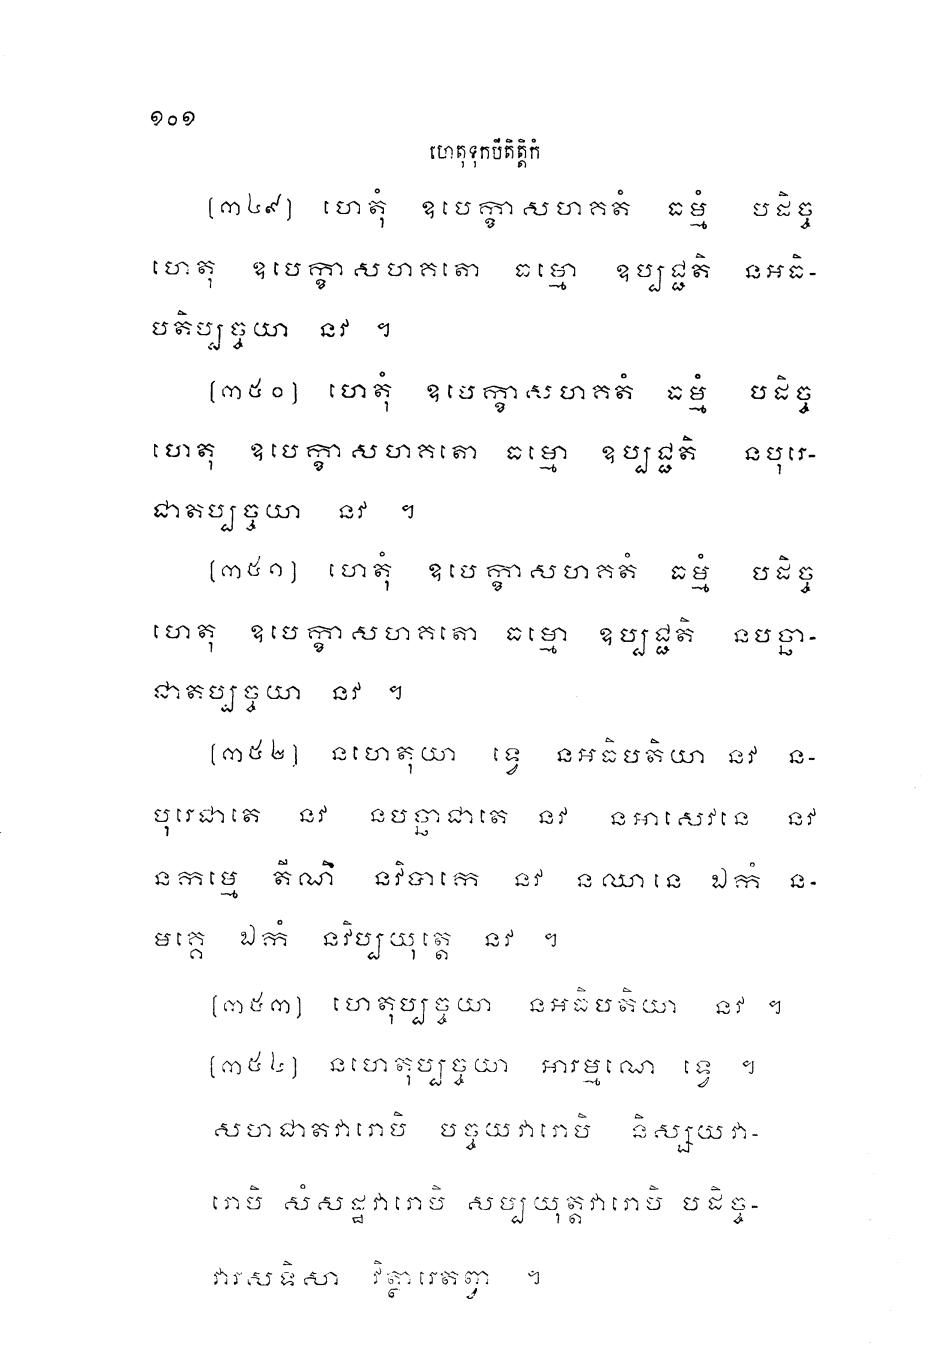 ១០១
ហេតុទុកបីតិត្តិកំ
[៣៤៩] ហេតុំ ឧបេក្ខាសហគតំ ធម្មំ បដិច្ច
ហេតុ ឧបេក្ខាសហគតោ ធម្មោ ឧប្បជ្ជតិ នអធិ-
បតិប្បច្ចយា នវ ។
[៣៥០] ហេតុំ ឧបេក្ខាសហគតំ ធម្មំ បដិច្ច
ហេតុ ឧបេក្ខាសហគតោ ធម្មោ ឧប្បជ្ជតិ នបុរេ-
ជាតប្បច្ចយា នវ ។
[៣៥១] ហេតុំ ឧបេក្ខាសហគតំ ធម្មំ បដិច្ច
ហេតុ ឧបេក្ខាសហគតោ ធម្មោ ឧប្បជ្ជតិ នបច្ឆា-
ជាតប្បច្ចយា នវ ។
[៣៥២] នហេតុយា ទ្វេ នអធិបតិយា នវ ន-
បុរេជាតេ នវ នបច្ឆាជាតេ នវ នអាសេវនេ នវ
នកម្មេ តីណិ នវិបាកេ នវ នឈានេ ឯកំ ន-
មគ្គេ ឯកំ នវិប្បយុត្តេ នវ ។
[៣៥៣] ហេតុប្បច្ចយា នអធិបតិយា នវ ។
[៣៥៤] នហេតុប្បច្ចយា អារម្មណេ ទ្វេ ។
សហជាតវារោបិ បច្ចយវារោបិ និស្សយវា-
រោបិ សំសដ្ឋវារោបិ សប្បយុត្តវារោបិ បដិច្ច-
វារសទិសា វិត្ថារេតព្វា ។